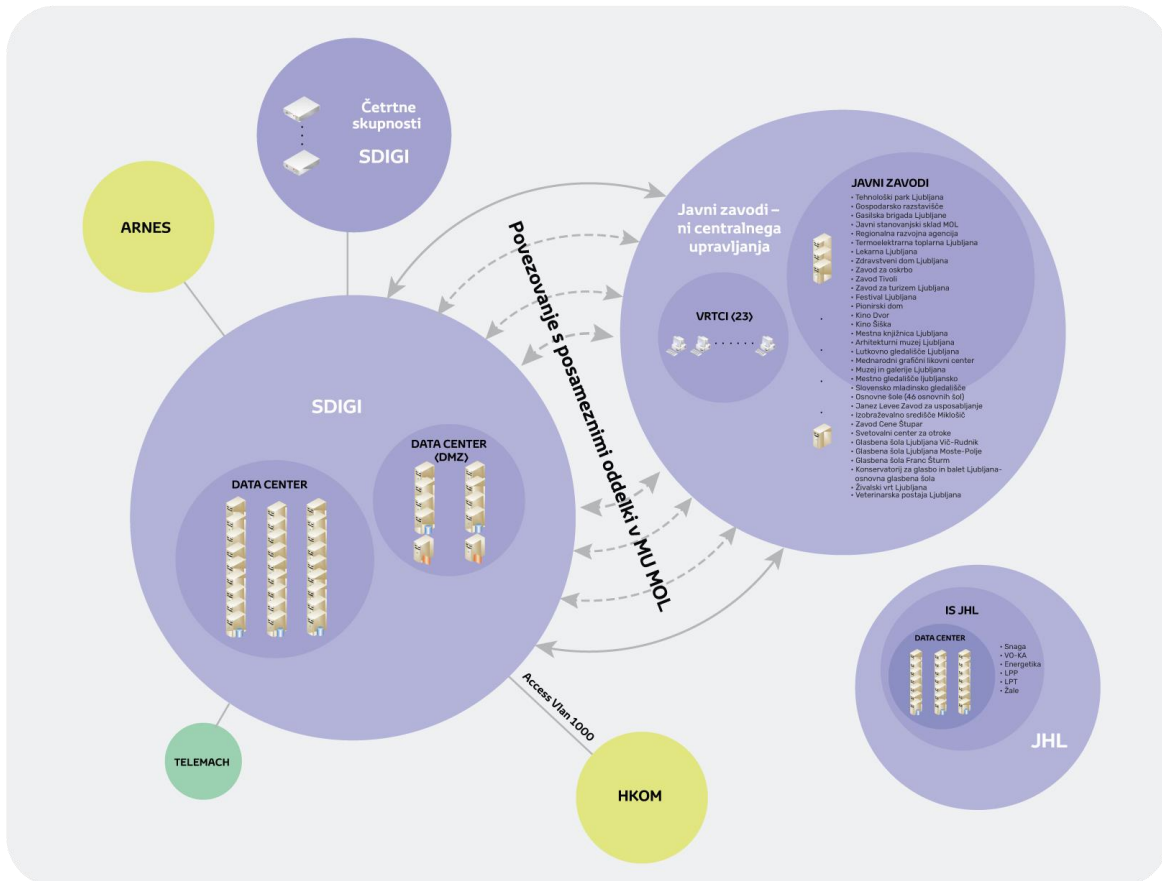 Četrtne
skupnosti
SDIGI
ARNES
Povezovanje s posameznimi oddelki v MU MOL
Javni zavodi –
ni centralnega
upravljanja
VRTCI (23)
JAVNI ZAVODI
• Tehnološki park Ljubljana
• Gospodarsko razstavišče
• Gasilska brigada Ljubljane
• Javni stanovanjski sklad MOL
• Regionalna razvojna agencija
• Termoelektrarna toplarna Ljubljana
• Lekarna Ljubljana
• Zdravstveni dom Ljubljana
• Zavod za oskrbo
• Zavod Tivoli
• Zavod za turizem Ljubljana
• Festival Ljubljana
• Pionirski dom
• Kino Dvor
• Kino Šiška
• Mestna knjižnica Ljubljana
• Arhitekturni muzej Ljubljana
• Lutkovno gledališče Ljubljana
• Mednarodni grafični likovni center
• Muzej in galerije Ljubljana
• Mestno gledališče ljubljansko
• Slovensko mladinsko gledališče
• Osnovne šole (46 osnovnih šol)
• Janez Leves Zavod za usposabljanje
• Izobraževalno središče Miklošič
• Zavod Cene Štupar
• Svetovalni center za otroke
• Glasbena šola Ljubljana Vič-Rudnik
• Glasbena šola Ljubljana Moste-Polje
• Glasbena šola Franc Šturm
• Konservatorij za glasbo in balet Ljubljana-
osnovna glasbena šola
• Živalski vrt Ljubljana
• Veterinarska postaja Ljubljana
SDIGI
DATA CENTER
(DMZ)
DATA CENTER
Access Vlan 1000
TELEMACH
HKOM
IS JHL
DATA CENTER
• Snaga
• VO-KA
• Energetika
• LPP
• LPT
• Žale
JHL